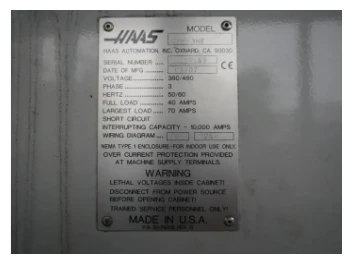 HAAS MODEL
HAAS AUTOMATION, INC. OXNARD, CA.
SERIAL NUMBER
CE
DATE OF MFG
VOLTAGE 380/480
PHASE 3
HERTZ 50/60
FULL LOAD 40 AMPS
LARGEST LOAD 70 AMPS
SHORT CIRCUIT
INTERRUPTING CAPACITY - 10,000 AMPS
WIRING DIAGRAM
NEMA TYPE 1 ENCLOSURE-FOR INDOOR USE ONLY.
OVER CURRENT PROTECTION PROVIDED
AT MACHINE SUPPLY TERMINALS.
WARNING
LETHAL VOLTAGES INSIDE CABINET!
DISCONNECT FROM POWER SOURCE
BEFORE OPENING CABINET!
TRAINED SERVICE PERSONNEL ONLY!
MADE IN U.S.A.